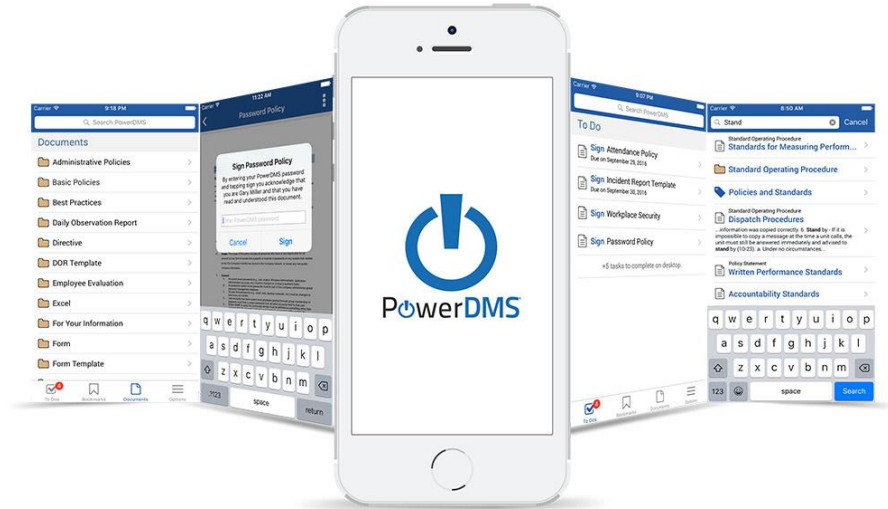 Carrier 9:18 PM
Search PowerDMS
Documents
Administrative Policies
Basic Policies
Best Practices
Daily Observation Report
Directive
DOR Template
Employee Evaluation
Excel
For Your Information
Form
Form Template
4
To Dos Bookmarks Documents Options
Carrier 11:22 AM
Password Policy
Sign Password Policy
By entering your PowerDMS password
and tapping sign you acknowledge that
you are Gary Miller and that you have
read and understood this document.
Enter PowerDMS password
Cancel Sign
q w e r t y u i o p
a s d f g h j k l
z x c v b n m
.?123 space return
PowerDMS
Carrier 9:07 PM
Search PowerDMS
To Do
Sign Attendance Policy
Due on September 29, 2016
Sign Incident Report Template
Due on September 30, 2016
Sign Workplace Security
Sign Password Policy
+5 tasks to complete on desktop.
4
To Dos Bookmarks Documents Options
Carrier 8:50 AM
Stand Cancel
Standard Operating Procedure
Standards for Measuring Perform...
Standard Operating Procedure
Policies and Standards
Standard Operating Procedure
Dispatch Procedures
...information was copied correctly. 6. Stand by - If it is
impossible to copy a message at the time a unit calls, the
unit must still be answered immediately and advised to
stand by (10-23). a. Under no circumstances...
Policy Statement
Written Performance Standards
Accountability Standards
q w e r t y u i o p
a s d f g h j k l
z x c v b n m
123 space Search